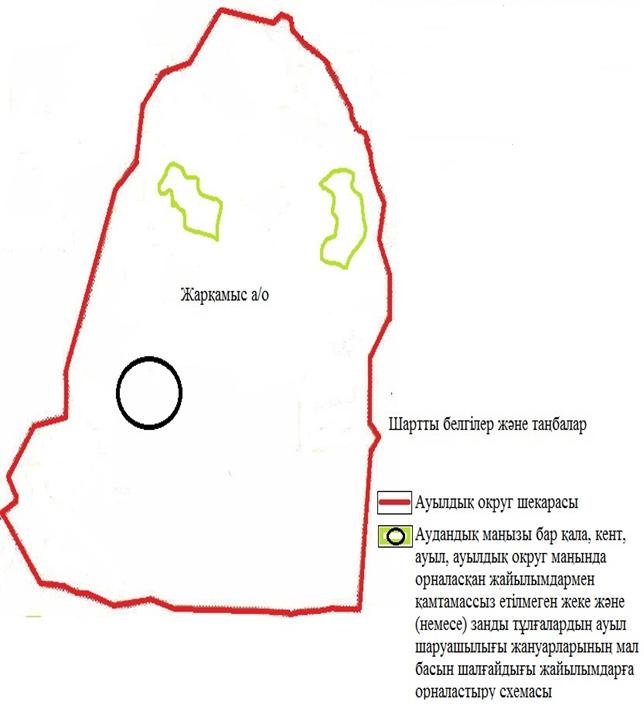 Жарқамыс а/о
Шартты белгілер және таңбалар
Ауылдық округ шекарасы
Аудандық маңызы бар қала, кент,
ауыл, ауылдық округ маңында
орналасқан жайылымдармен
қамтамассыз етілмеген жеке және
(немесе) занды тұлғалардың ауыл
шаруашылығы жануарларының мал
басын шалғайдығы жайылымдарға
орналастыру схемасы